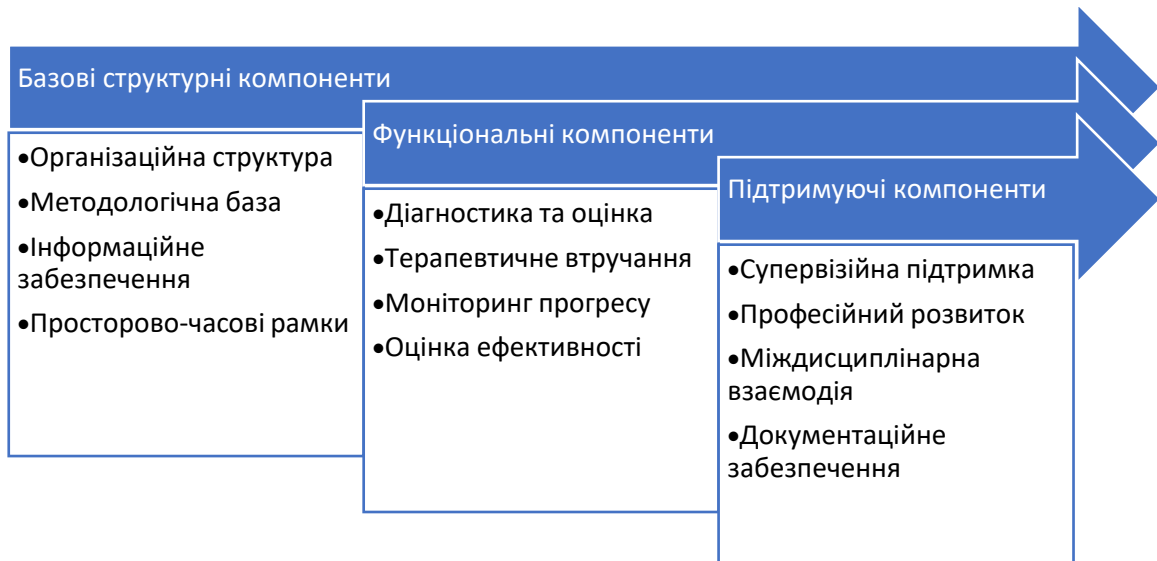 Базові структурні компоненти
•Організаційна структура
•Методологічна база
•Інформаційне
забезпечення
•Просторово-часові рамки
Функціональні компоненти
•Діагностика та оцінка
•Терапевтичне втручання
•Моніторинг прогресу
•Оцінка ефективності
Підтримуючі компоненти
•Супервізійна підтримка
•Професійний розвиток
•Міждисциплінарна
взаємодія
•Документаційне
забезпечення